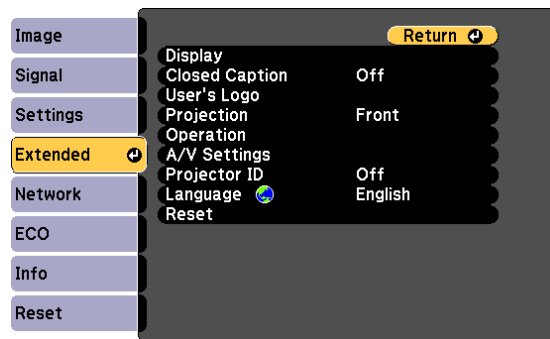 Image
Signal
Settings
Extended
Network
ECO
Info
Reset
Return
Display
Closed Caption Off
User's Logo
Projection Front
Operation
A/V Settings
Projector ID Off
Language English
Reset